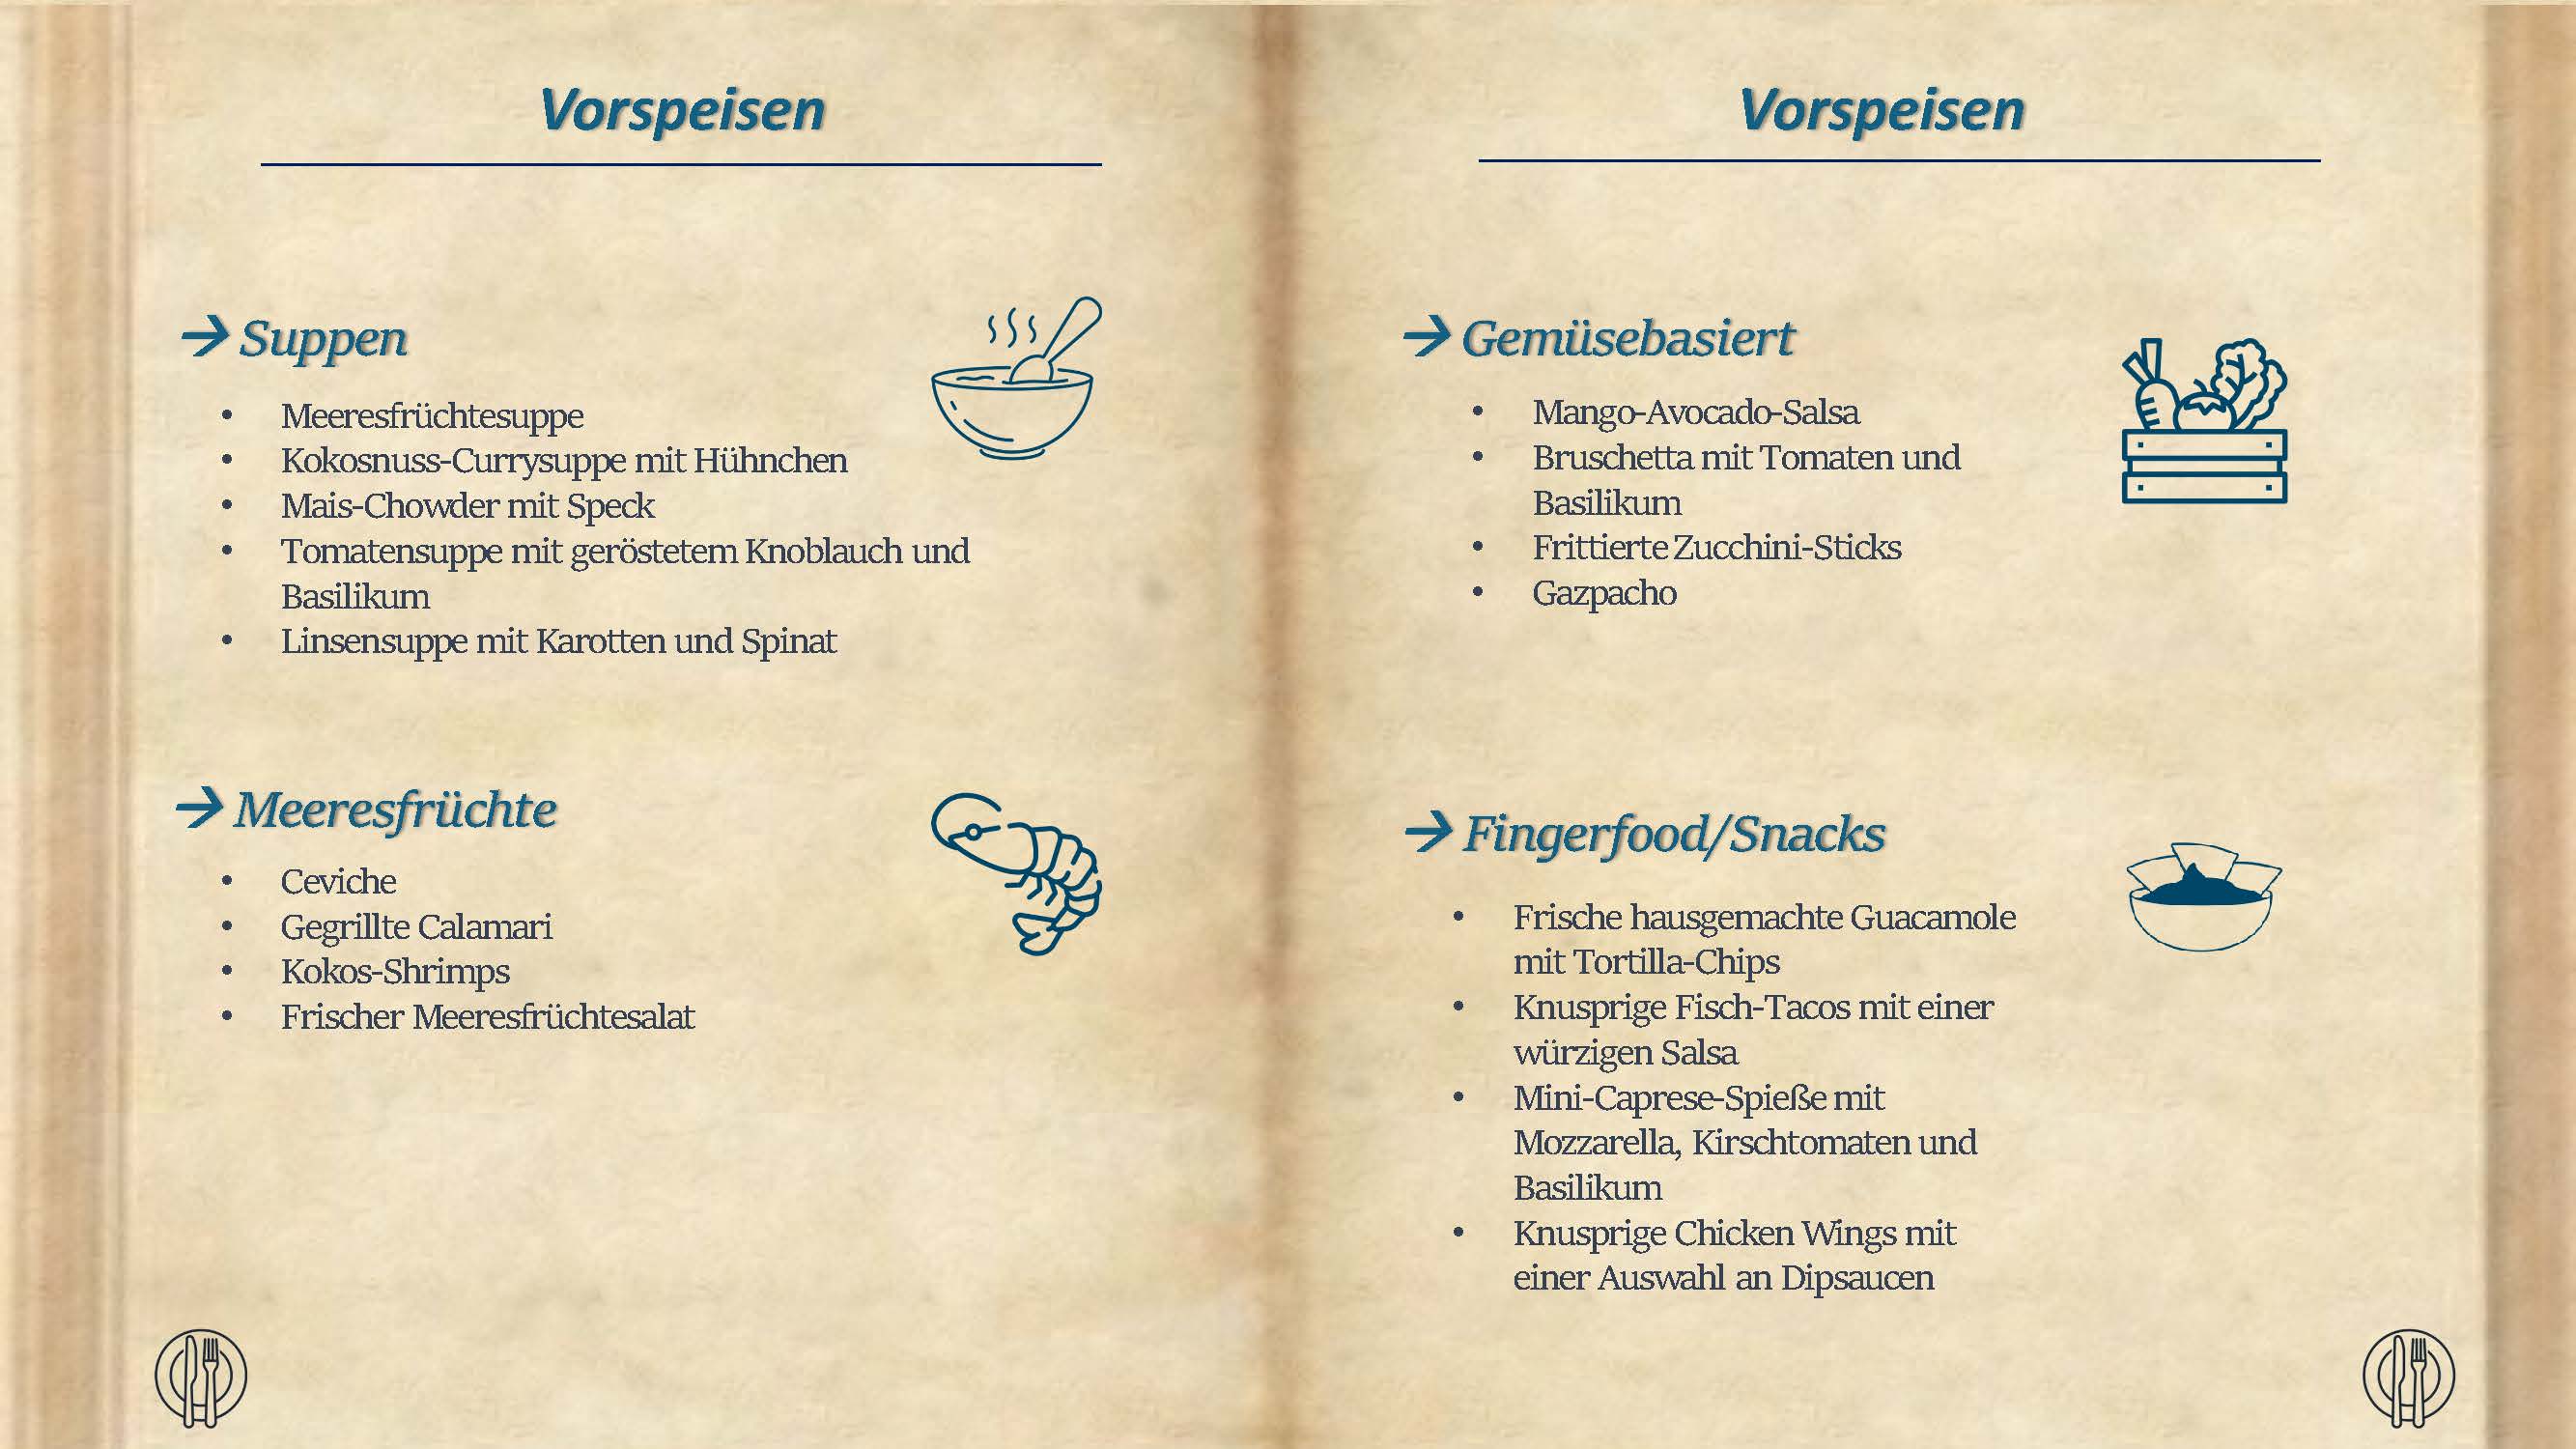 Vorspeisen
→ Suppen
• Meeresfrüchtesuppe
• Kokosnuss-Currysuppe mit Hühnchen
• Mais-Chowder mit Speck
• Tomatensuppe mit geröstetem Knoblauch und
Basilikum
• Linsensuppe mit Karotten und Spinat
→ Meeresfrüchte
• Ceviche
• Gegrillte Calamari
• Kokos-Shrimps
• Frischer Meeresfrüchtesalat
Vorspeisen
→ Gemüsebasiert
• Mango-Avocado-Salsa
• Bruschetta mit Tomaten und
Basilikum
• Frittierte Zucchini-Sticks
• Gazpacho
→ Fingerfood/Snacks
• Frische hausgemachte Guacamole
mit Tortilla-Chips
• Knusprige Fisch-Tacos mit einer
würzigen Salsa
• Mini-Caprese-Spieße mit
Mozzarella, Kirschtomaten und
Basilikum
• Knusprige Chicken Wings mit
einer Auswahl an Dipsaucen